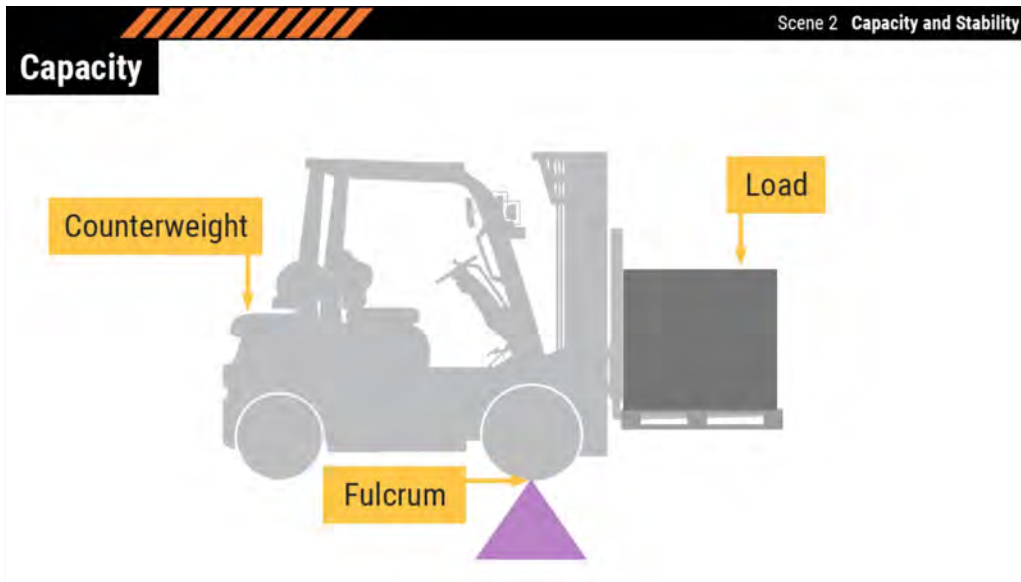 Scene 2 Capacity and Stability
Capacity
Load
Counterweight
Fulcrum